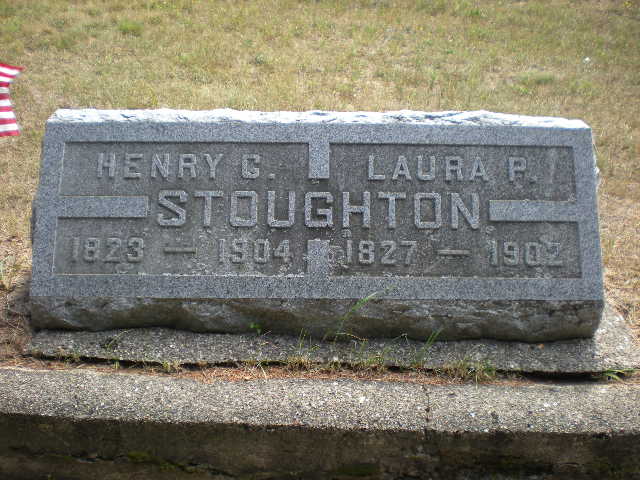 HENRY G. LAURA P.
STOUGHTON
1823 — 1904 1827 — 1902